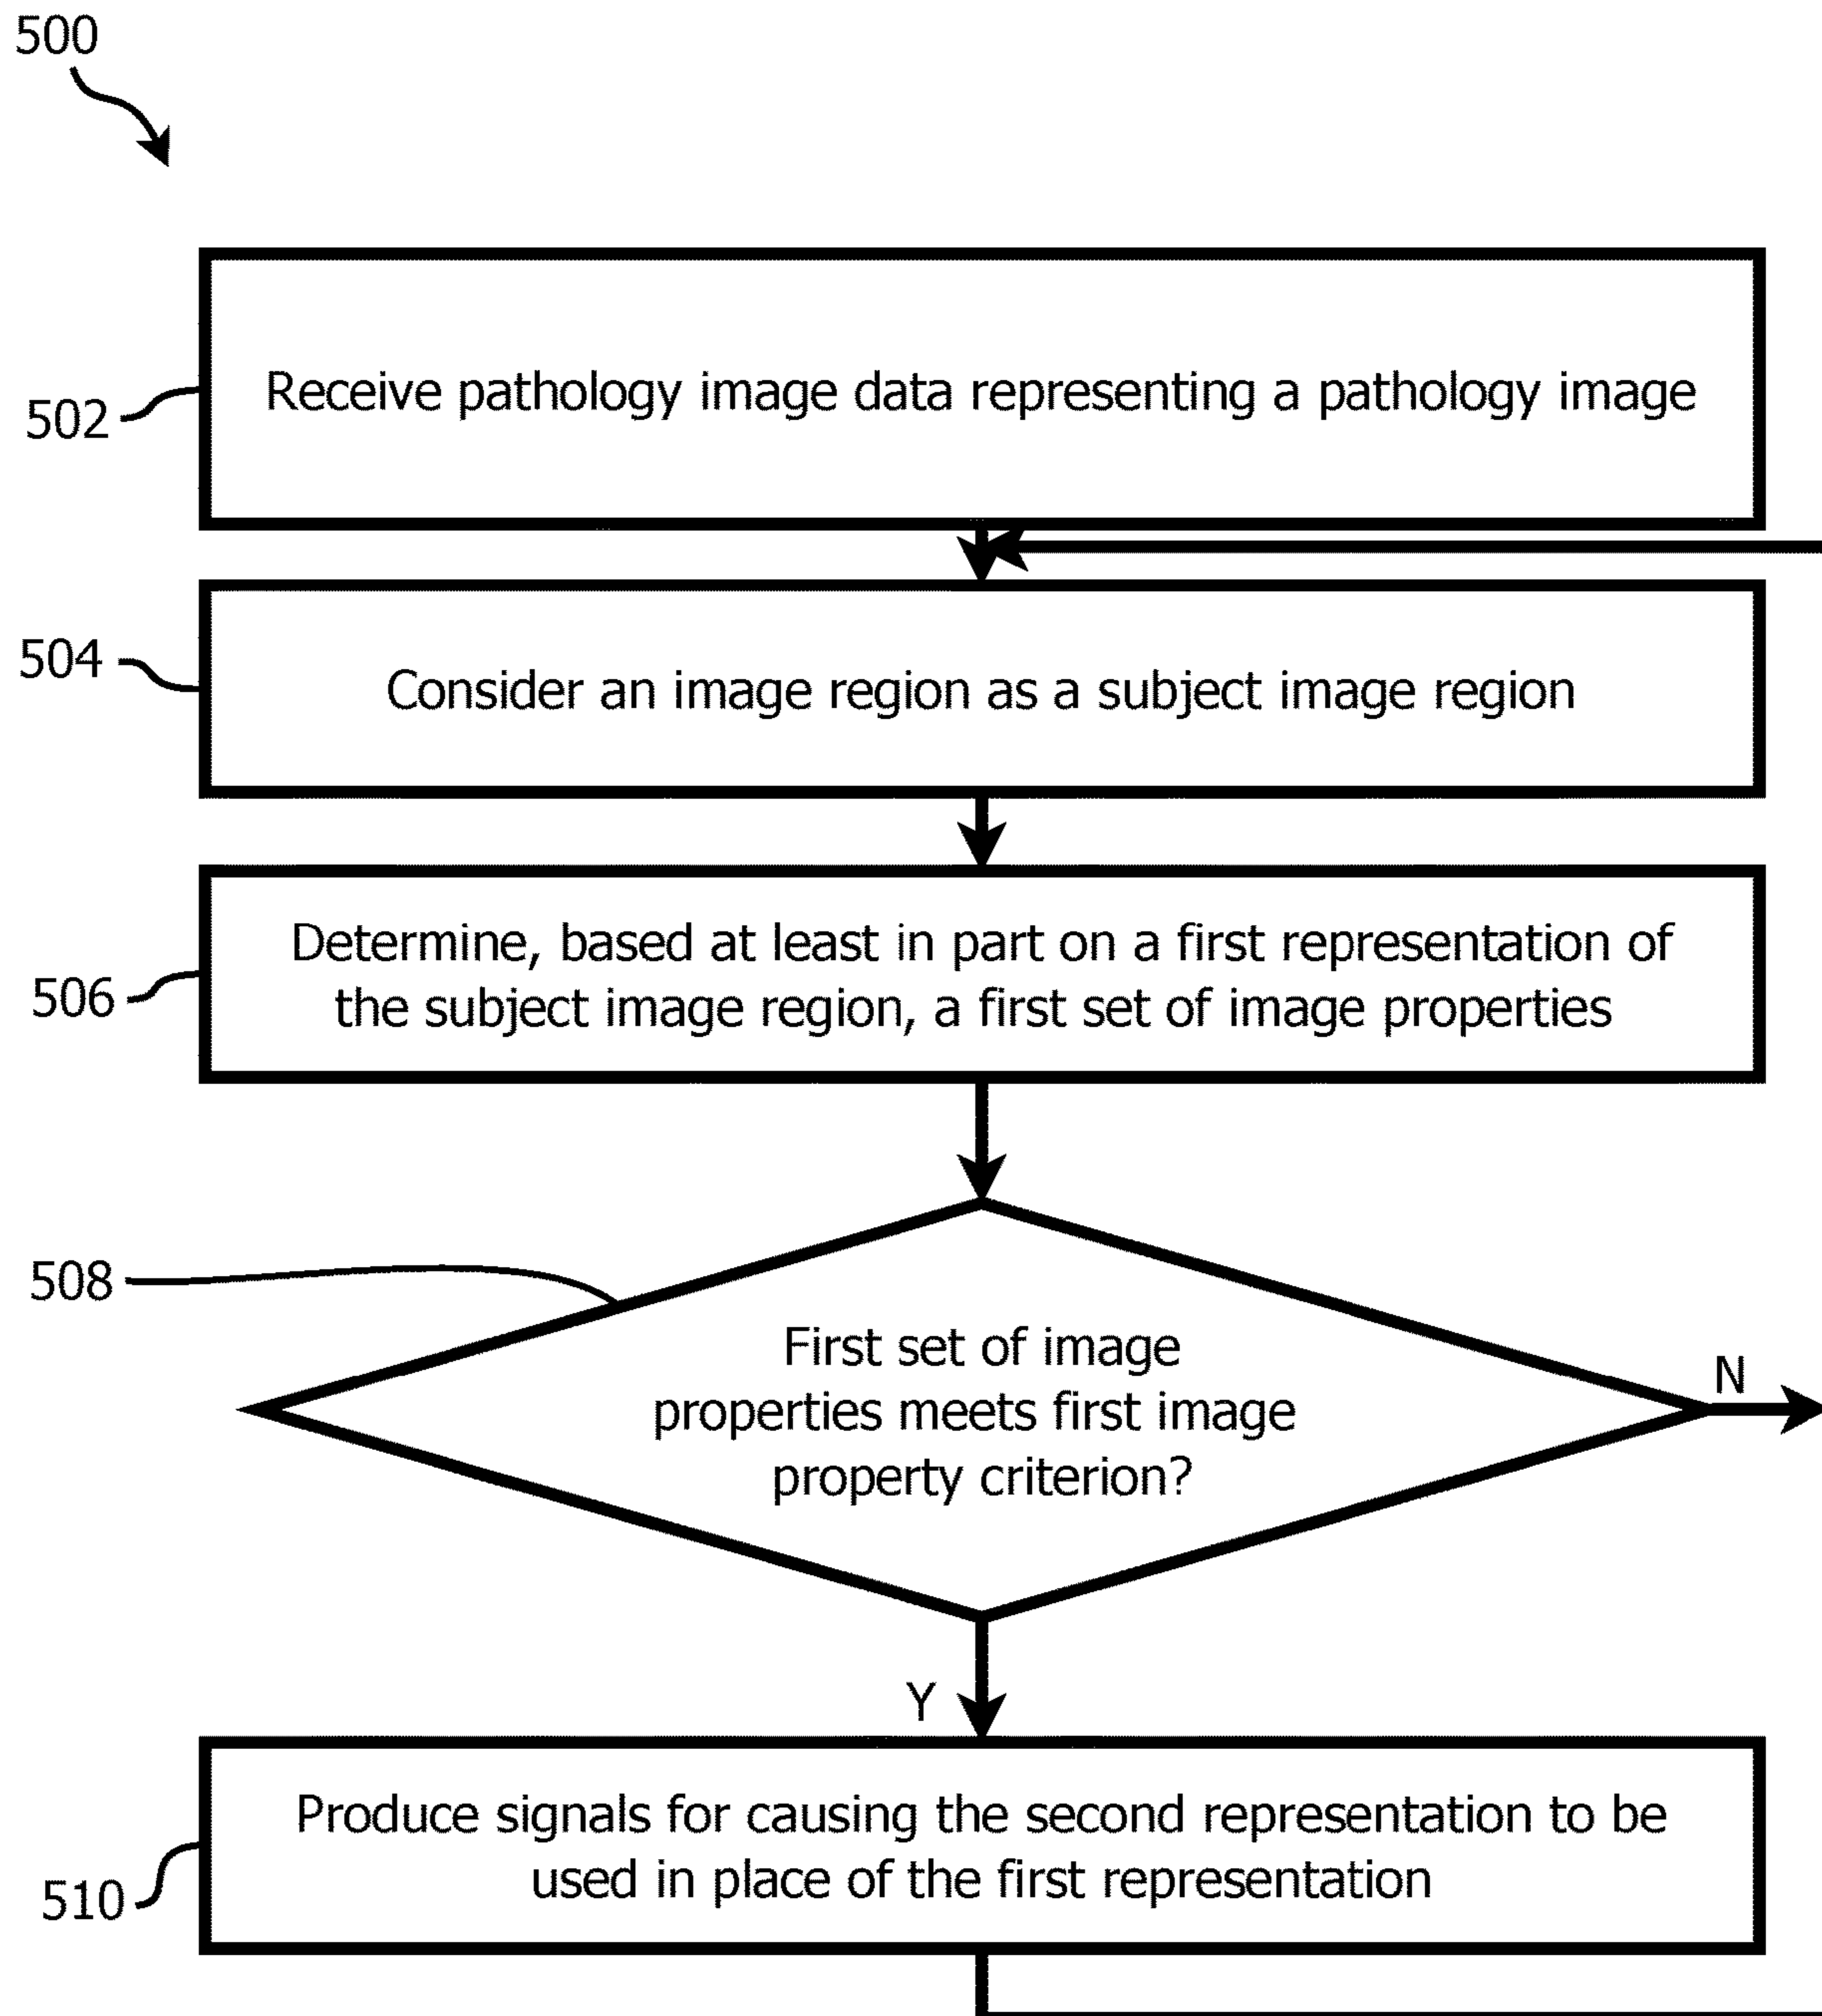 500
502
Receive pathology image data representing a pathology image
504
Consider an image region as a subject image region
506
Determine, based at least in part on a first representation of
the subject image region, a first set of image properties
508
First set of image
properties meets first image
property criterion?
N
Y
510
Produce signals for causing the second representation to be
used in place of the first representation